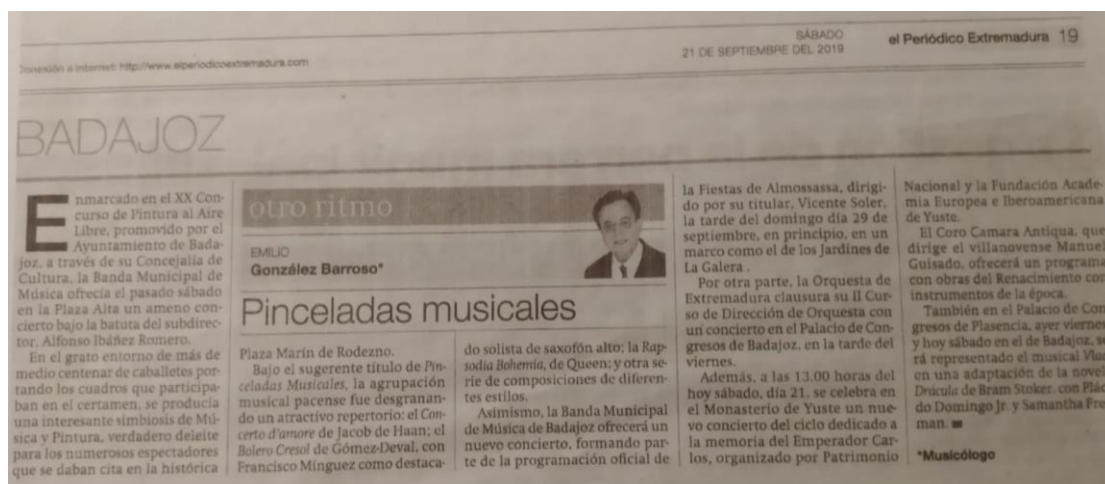 SÁBADO
21 DE SEPTIEMBRE DEL 2019
el Periódico Extremadura 19
Conexión a Internet: http://www.elperiodicoextremadura.com
BADAJOZ
Enmarcado en el XX Con-
curso de Pintura al Aire
Libre, promovido por el
Ayuntamiento de Bada-
joz, a través de su Concejalía de
Cultura, la Banda Municipal de
Música ofrecía el pasado sábado
en la Plaza Alta un ameno con-
cierto bajo la batuta del subdirec-
tor, Alfonso Ibáñez Romero.
En el grato entorno de más de
medio centenar de caballetes por-
tando los cuadros que participa-
ban en el certamen, se producía
una interesante simbiosis de Mú-
sica y Pintura, verdadero deleite
para los numerosos espectadores
que se daban cita en la histórica
otro ritmo
EMILIO
González Barroso*
Pinceladas musicales
Plaza Marín de Rodezno.
Bajo el sugerente título de Pin-
celadas Musicales, la agrupación
musical pacense fue desgranan-
do un atractivo repertorio: el Con-
certo d'amore de Jacob de Haan; el
Bolero Cresol de Gómez-Deval, con
Francisco Mínguez como destaca-
do solista de saxofón alto; la Rap-
sodia Bohemia, de Queen; y otra se-
rie de composiciones de diferen-
tes estilos.
Asimismo, la Banda Municipal
de Música de Badajoz ofrecerá un
nuevo concierto, formando par-
te de la programación oficial de
la Fiestas de Almossassa, dirigi-
do por su titular, Vicente Soler,
la tarde del domingo día 29 de
septiembre, en principio, en un
marco como el de los Jardines de
La Galera .
Por otra parte, la Orquesta de
Extremadura clausura su II Cur-
so de Dirección de Orquesta con
un concierto en el Palacio de Con-
gresos de Badajoz, en la tarde del
viernes.
Además, a las 13.00 horas del
hoy sábado, día 21, se celebra en
el Monasterio de Yuste un nue-
vo concierto del ciclo dedicado a
la memoria del Emperador Car-
los, organizado por Patrimonio
Nacional y la Fundación Acade-
mia Europea e Iberoamericana
de Yuste.
El Coro Camara Antiqua, que
dirige el villanovense Manuel
Guisado, ofrecerá un programa
con obras del Renacimiento con
instrumentos de la época.
También en el Palacio de Con-
gresos de Plasencia, ayer viernes
y hoy sábado en el de Badajoz, se
rá representado el musical Vlad
en una adaptación de la novel
Drácula de Bram Stoker, con Plác
do Domingo Jr. y Samantha Fre
man.
*Musicólogo